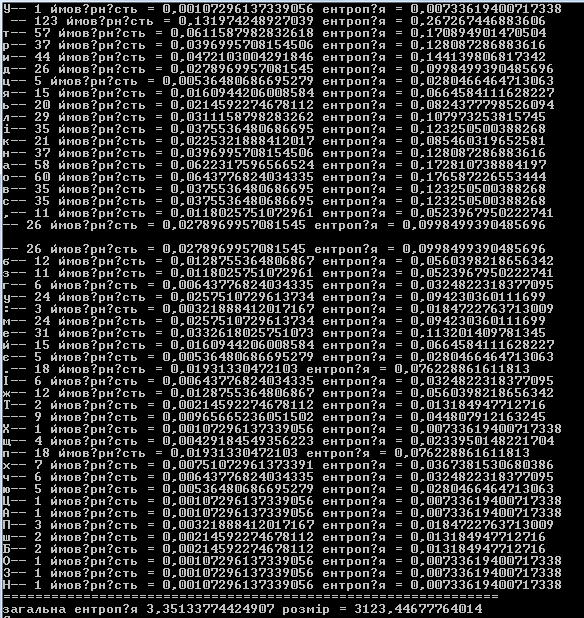 У-- 1 ймов?рн?сть = 0,00107296137339056 ентроп?я = 0,00733619400717338
-- 123 ймов?рн?сть = 0,131974248927039 ентроп?я = 0,267267446883606
т-- 57 ймов?рн?сть = 0,0611587982832618 ентроп?я = 0,170894901470504
р-- 37 ймов?рн?сть = 0,0396995708154506 ентроп?я = 0,128087286883616
и-- 44 ймов?рн?сть = 0,0472103004291846 ентроп?я = 0,144139806817342
д-- 26 ймов?рн?сть = 0,0278969957081545 ентроп?я = 0,0998499390485696
ц-- 5 ймов?рн?сть = 0,00536480686695279 ентроп?я = 0,0280466464713063
я-- 15 ймов?рн?сть = 0,0160944206008584 ентроп?я = 0,0664584111628227
ь-- 20 ймов?рн?сть = 0,0214592274678112 ентроп?я = 0,0824377798526094
л-- 29 ймов?рн?сть = 0,0311158798283262 ентроп?я = 0,107973253815745
і-- 35 ймов?рн?сть = 0,0375536480686695 ентроп?я = 0,123250500388268
к-- 21 ймов?рн?сть = 0,0225321888412017 ентроп?я = 0,085460319652581
н-- 37 ймов?рн?сть = 0,0396995708154506 ентроп?я = 0,128087286883616
а-- 58 ймов?рн?сть = 0,0622317596566524 ентроп?я = 0,172810738884197
о-- 60 ймов?рн?сть = 0,0643776824034335 ентроп?я = 0,176587226553444
в-- 35 ймов?рн?сть = 0,0375536480686695 ентроп?я = 0,123250500388268
с-- 35 ймов?рн?сть = 0,0375536480686695 ентроп?я = 0,123250500388268
,-- 11 ймов?рн?сть = 0,0118025751072961 ентроп?я = 0,0523967950222741
-- 26 ймов?рн?сть = 0,0278969957081545 ентроп?я = 0,0998499390485696
-- 26 ймов?рн?сть = 0,0278969957081545 ентроп?я = 0,0998499390485696
б-- 12 ймов?рн?сть = 0,0128755364806867 ентроп?я = 0,0560398218656342
з-- 11 ймов?рн?сть = 0,0118025751072961 ентроп?я = 0,0523967950222741
г-- 6 ймов?рн?сть = 0,00643776824034335 ентроп?я = 0,0324822318377095
у-- 24 ймов?рн?сть = 0,0257510729613734 ентроп?я = 0,094230360111699
:-- 3 ймов?рн?сть = 0,00321888412017167 ентроп?я = 0,0184722763713009
м-- 24 ймов?рн?сть = 0,0257510729613734 ентроп?я = 0,094230360111699
е-- 31 ймов?рн?сть = 0,0332618025751073 ентроп?я = 0,113201409781345
й-- 15 ймов?рн?сть = 0,0160944206008584 ентроп?я = 0,0664584111628227
є-- 5 ймов?рн?сть = 0,00536480686695279 ентроп?я = 0,0280466464713063
.-- 18 ймов?рн?сть = 0,01931330472103 ентроп?я = 0,076228861611813
І-- 6 ймов?рн?сть = 0,00643776824034335 ентроп?я = 0,0324822318377095
ж-- 12 ймов?рн?сть = 0,0128755364806867 ентроп?я = 0,0560398218656342
Т-- 2 ймов?рн?сть = 0,00214592274678112 ентроп?я = 0,013184947712716
--- 9 ймов?рн?сть = 0,00965665236051502 ентроп?я = 0,044807912163245
Х-- 1 ймов?рн?сть = 0,00107296137339056 ентроп?я = 0,00733619400717338
щ-- 4 ймов?рн?сть = 0,00429184549356223 ентроп?я = 0,0233950148221704
п-- 18 ймов?рн?сть = 0,01931330472103 ентроп?я = 0,076228861611813
х-- 7 ймов?рн?сть = 0,00751072961373391 ентроп?я = 0,0367381530680386
ч-- 6 ймов?рн?сть = 0,00643776824034335 ентроп?я = 0,0324822318377095
ю-- 5 ймов?рн?сть = 0,00536480686695279 ентроп?я = 0,0280466464713063
Ц-- 1 ймов?рн?сть = 0,00107296137339056 ентроп?я = 0,00733619400717338
А-- 1 ймов?рн?сть = 0,00107296137339056 ентроп?я = 0,00733619400717338
П-- 3 ймов?рн?сть = 0,00321888412017167 ентроп?я = 0,0184722763713009
ш-- 2 ймов?рн?сть = 0,00214592274678112 ентроп?я = 0,013184947712716
Б-- 2 ймов?рн?сть = 0,00214592274678112 ентроп?я = 0,013184947712716
О-- 1 ймов?рн?сть = 0,00107296137339056 ентроп?я = 0,00733619400717338
З-- 1 ймов?рн?сть = 0,00107296137339056 ентроп?я = 0,00733619400717338
Н-- 1 ймов?рн?сть = 0,00107296137339056 ентроп?я = 0,00733619400717338
==============================================================
загальна ентроп?я 3,35133774424907 розмір = 3123,44677764014